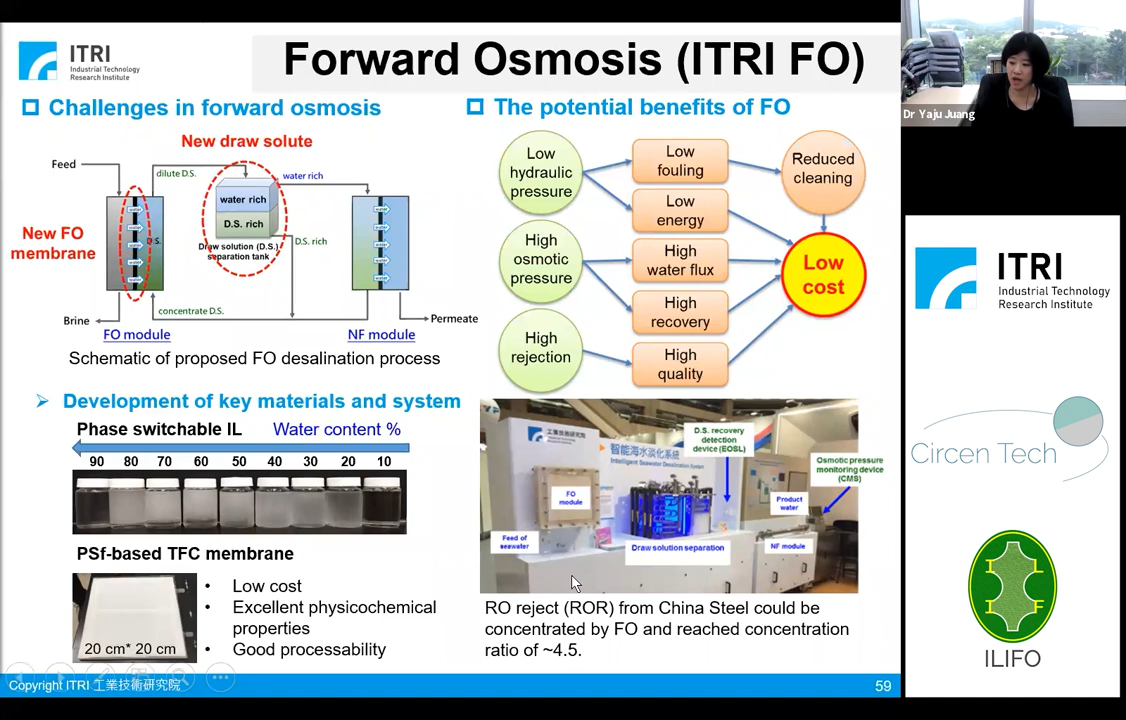 ITRI
Industrial Technology
Research Institute
Forward Osmosis (ITRI FO)
Challenges in forward osmosis
New draw solute
Feed
dilute D.S.
water rich
water rich
D.S. rich
Draw solution (D.S.)
separation tank
D.S. rich
New FO
membrane
water
water
water
water
water
D.S.
water
water
water
water
water
concentrate D.S.
Brine
FO module
NF module
Permeate
Schematic of proposed FO desalination process
The potential benefits of FO
Low
hydraulic
pressure
High
osmotic
pressure
High
rejection
Low
fouling
Low
energy
High
water flux
High
recovery
High
quality
Reduced
cleaning
Low
cost
Development of key materials and system
Phase switchable IL
Water content %
90 80 70 60 50 40 30 20 10
PSf-based TFC membrane
20 cm* 20 cm
• Low cost
• Excellent physicochemical
properties
• Good processability
工業技術研究院
智能海水淡化系統
Intelligent Seawater Desalination System
D.S. recovery
detection
device (EOSL)
Osmotic pressure
monitoring device
(CMS)
FO
module
Product
water
Feed of
seawater
Draw solution separation
NF module
RO reject (ROR) from China Steel could be
concentrated by FO and reached concentration
ratio of ~4.5.
Copyright ITRI 工業技術研究院
59
Dr Yaju Juang
ITRI
Industrial Technology
Research Institute
Circen Tech
I L
I F
ILIFO